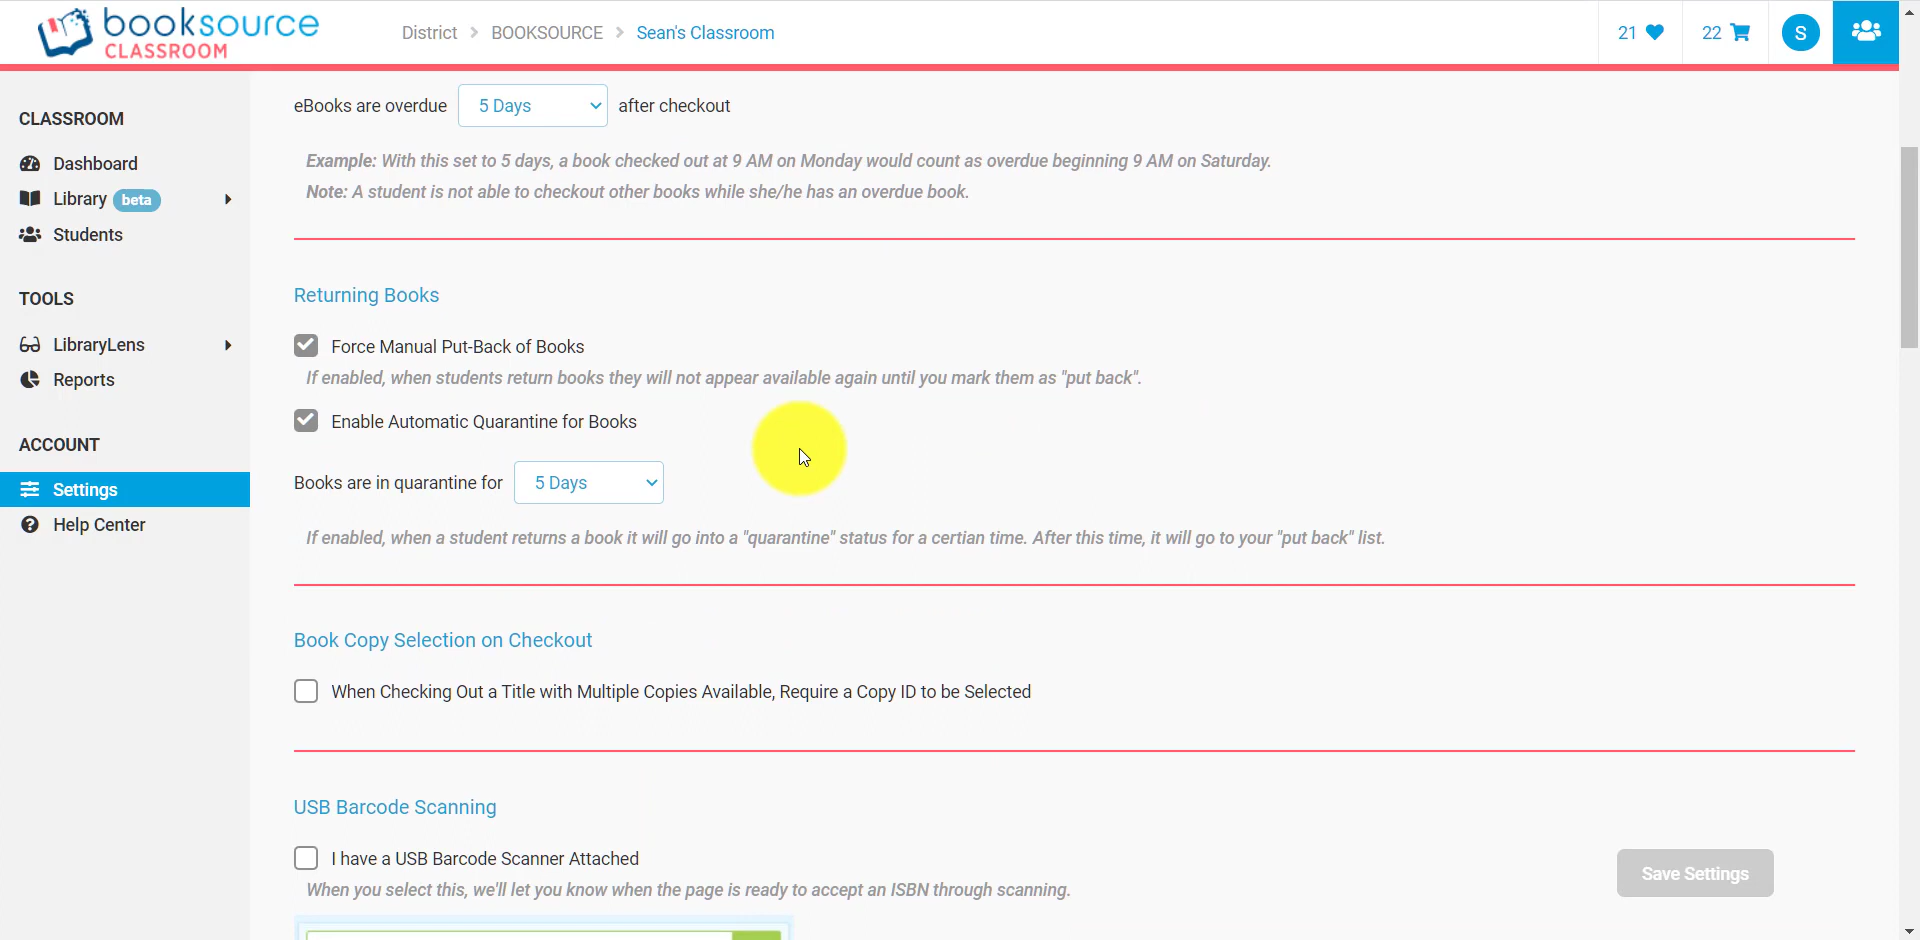 booksource
CLASSROOM
District > BOOKSOURCE > Sean's Classroom
21
22
S
CLASSROOM
Dashboard
Library beta
Students
TOOLS
LibraryLens
Reports
ACCOUNT
Settings
Help Center
eBooks are overdue 5 Days after checkout
Example: With this set to 5 days, a book checked out at 9 AM on Monday would count as overdue beginning 9 AM on Saturday.
Note: A student is not able to checkout other books while she/he has an overdue book.
Returning Books
Force Manual Put-Back of Books
If enabled, when students return books they will not appear available again until you mark them as "put back".
Enable Automatic Quarantine for Books
Books are in quarantine for 5 Days
If enabled, when a student returns a book it will go into a "quarantine" status for a certian time. After this time, it will go to your "put back" list.
Book Copy Selection on Checkout
When Checking Out a Title with Multiple Copies Available, Require a Copy ID to be Selected
USB Barcode Scanning
I have a USB Barcode Scanner Attached
When you select this, we'll let you know when the page is ready to accept an ISBN through scanning.
Save Settings